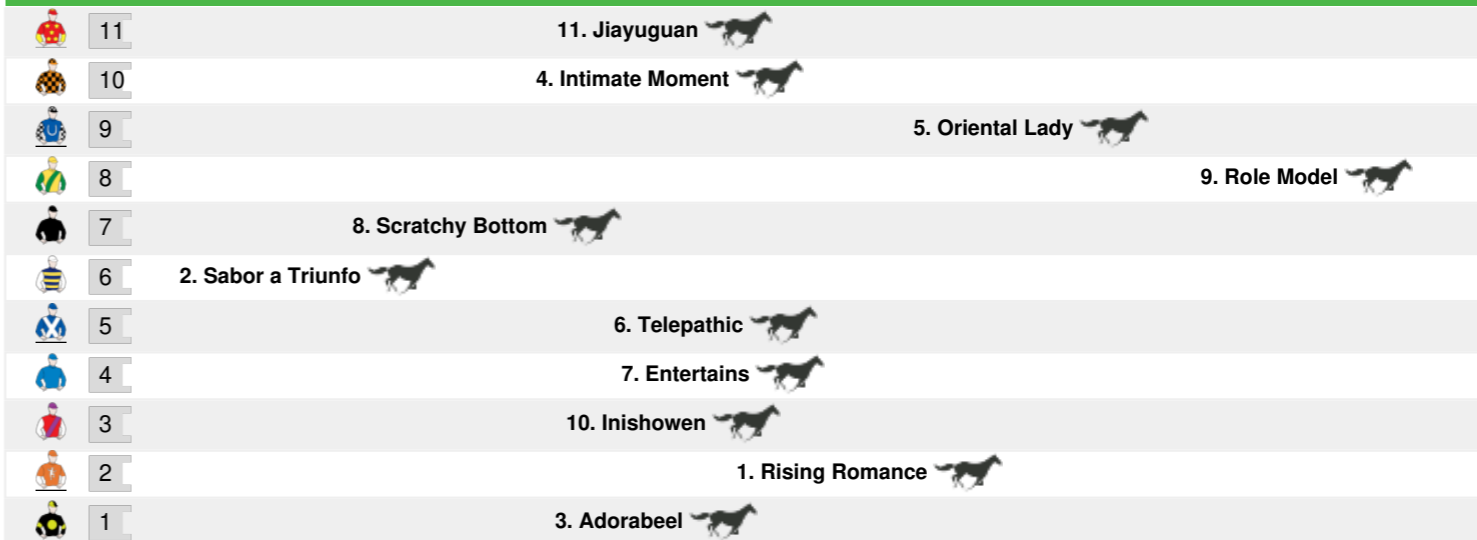 11 11. Jiayuguan
10 4. Intimate Moment
9 5. Oriental Lady
8 9. Role Model
7 8. Scratchy Bottom
6 2. Sabor a Triunfo
5 6. Telepathic
4 7. Entertains
3 10. Inishowen
2 1. Rising Romance
1 3. Adorabeel